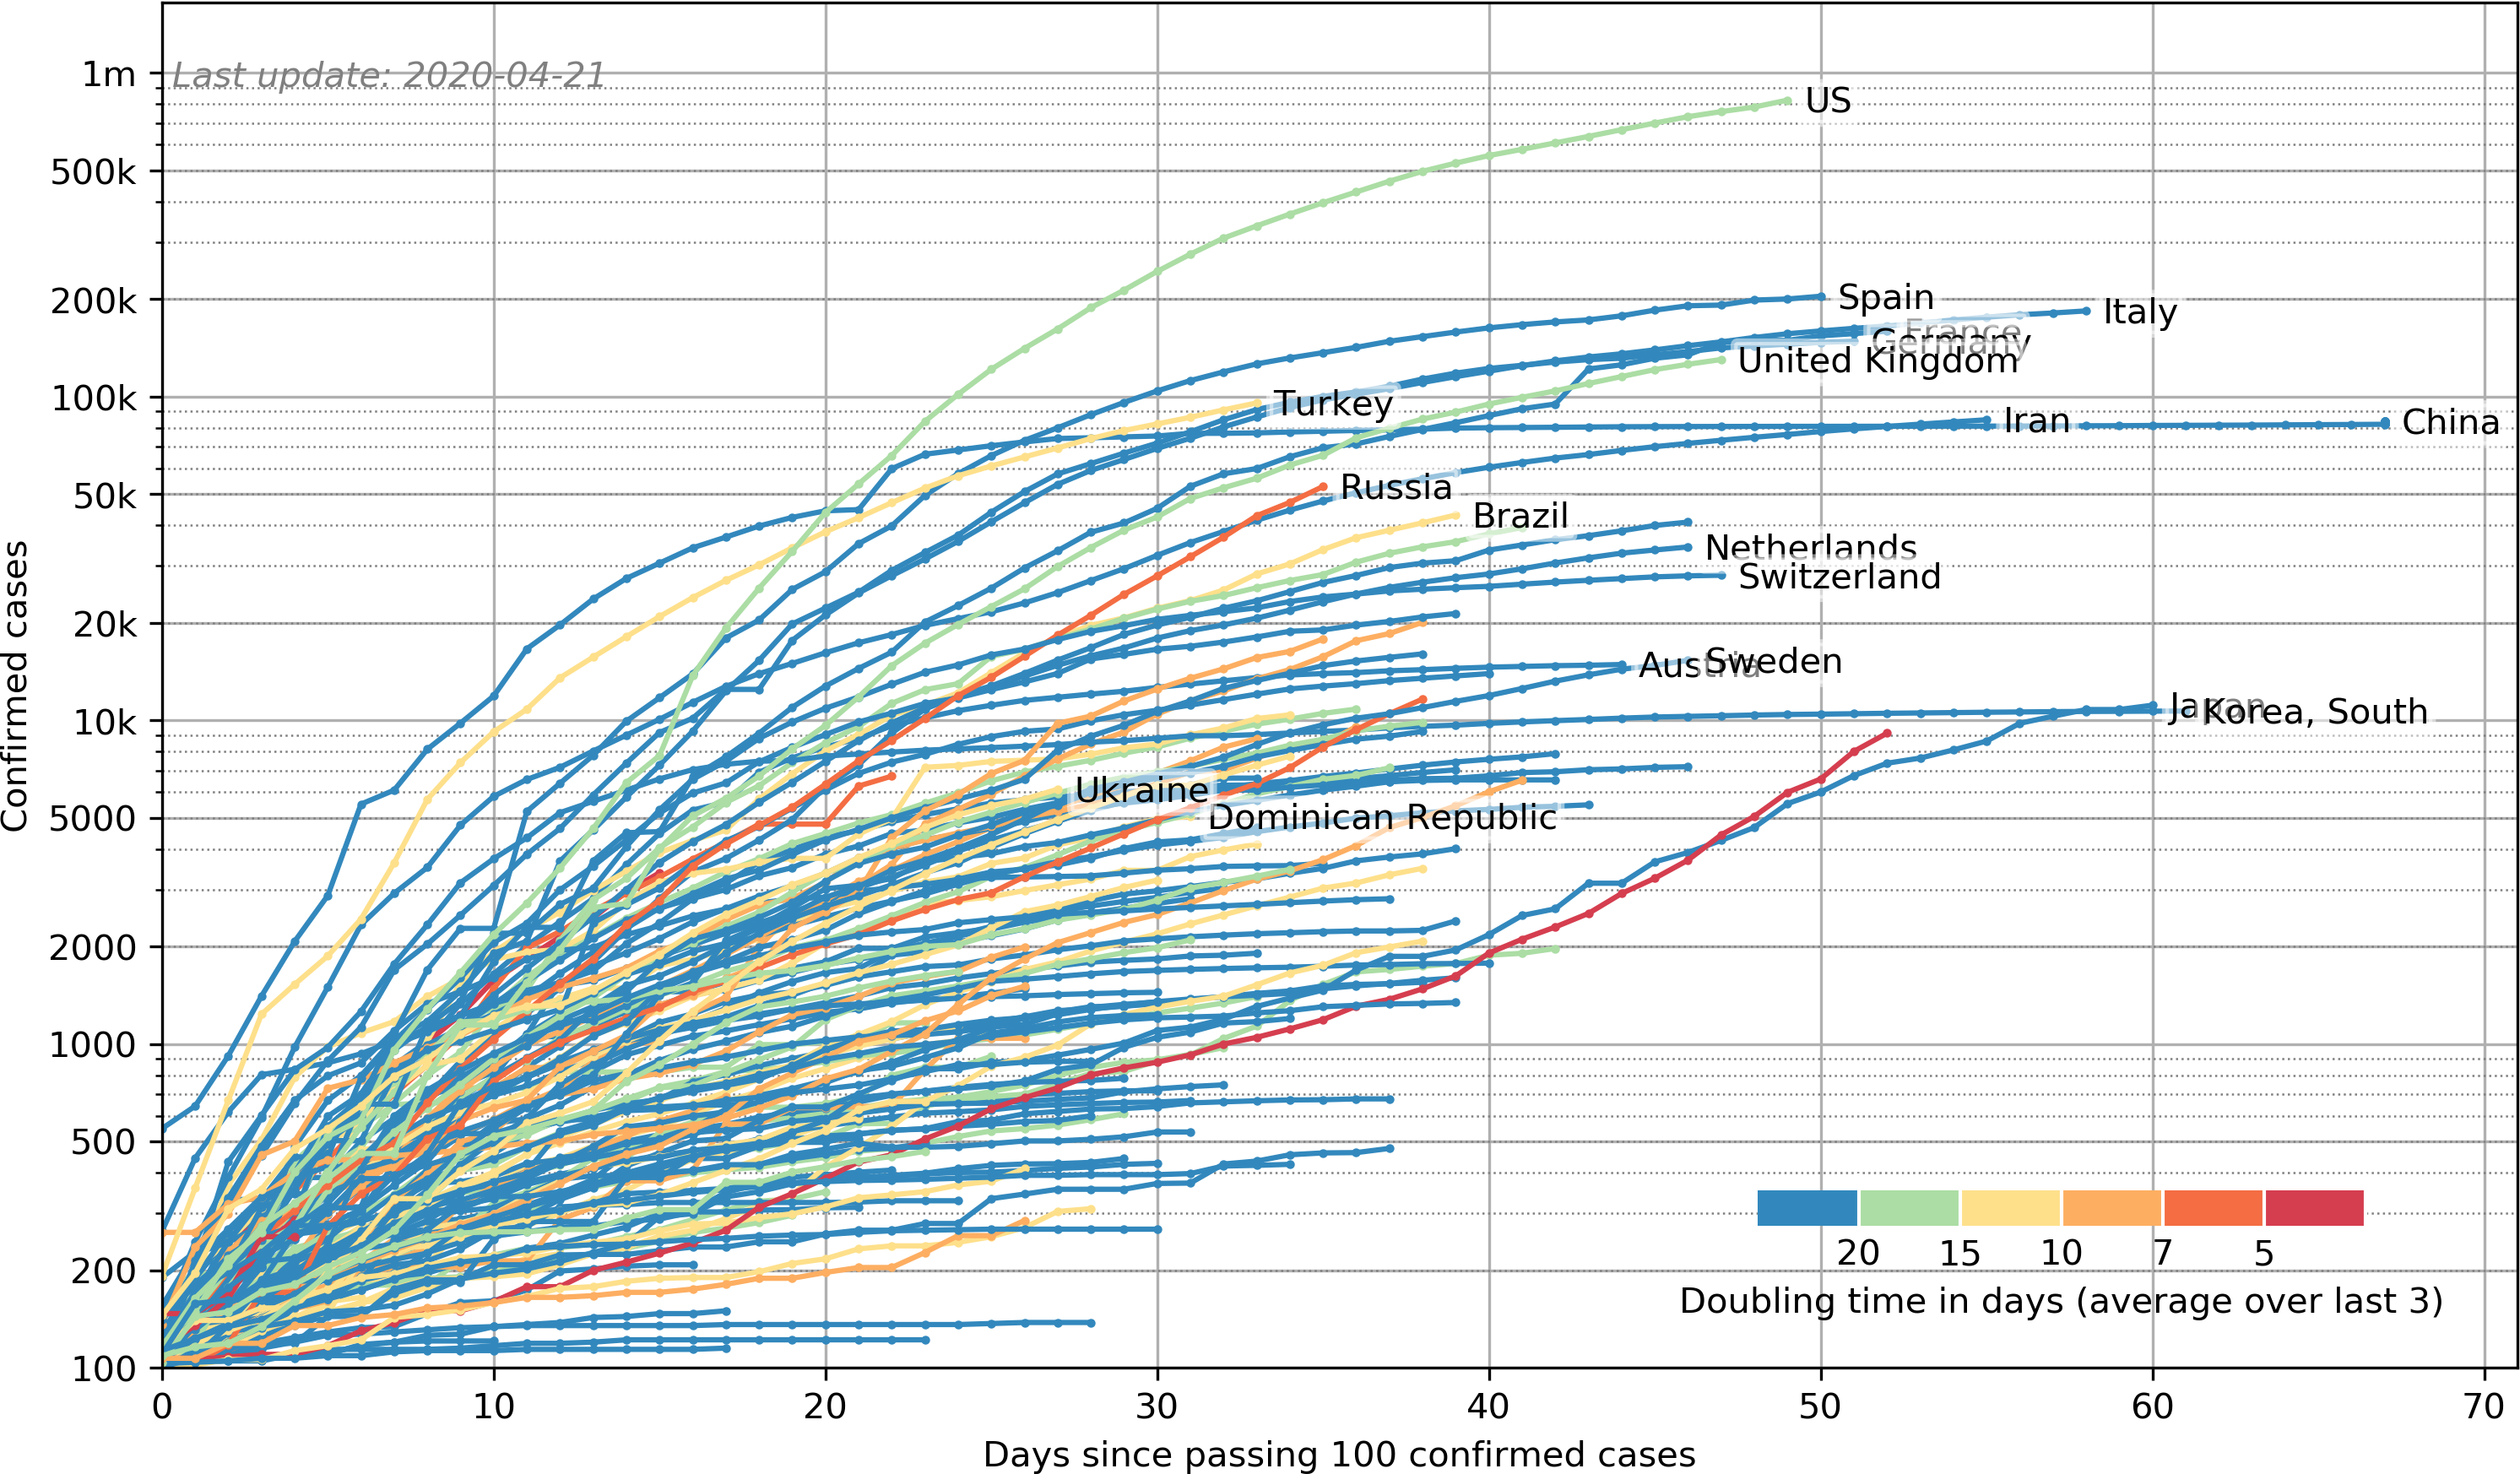 Last update: 2020-04-21
1m
500k
200k
100k
50k
20k
10k
5000
2000
1000
500
200
100
Confirmed cases
US
Spain
Italy
France
Germany
United Kingdom
Turkey
Iran
China
Russia
Brazil
Netherlands
Switzerland
Austria
Sweden
Japan
Korea, South
Ukraine
Dominican Republic
20 15 10 7 5
Doubling time in days (average over last 3)
0 10 20 30 40 50 60 70
Days since passing 100 confirmed cases